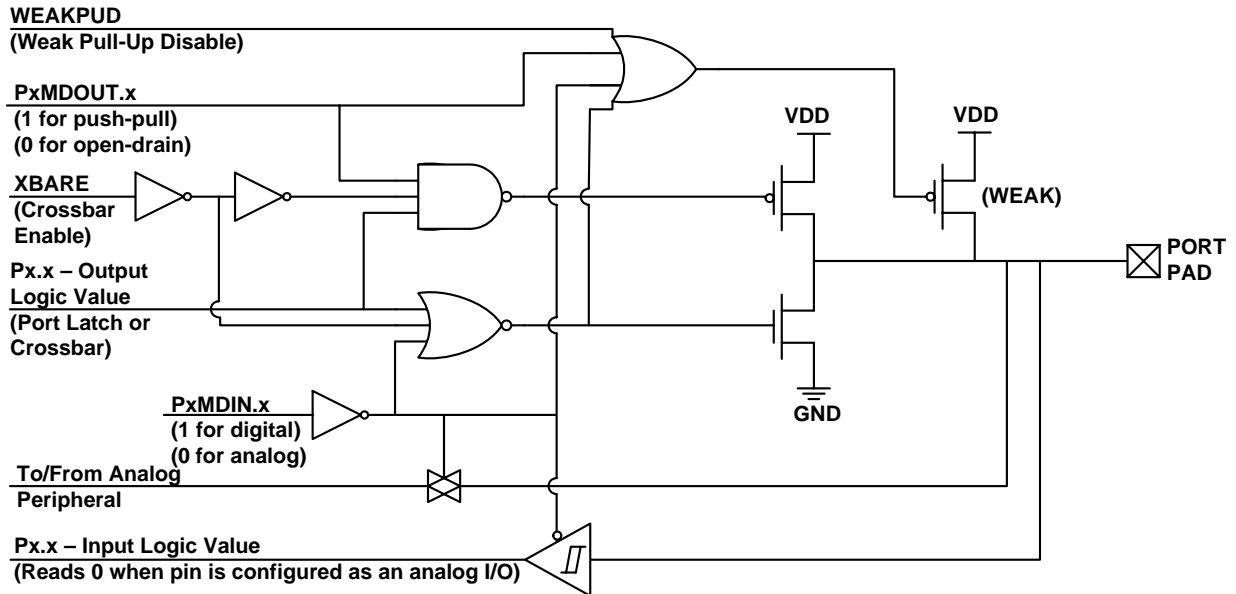 WEAKPUD
(Weak Pull-Up Disable)
PxMDOUT.x
(1 for push-pull)
(0 for open-drain)
XBARE
(Crossbar
Enable)
Px.x – Output
Logic Value
(Port Latch or
Crossbar)
PxMDIN.x
(1 for digital)
(0 for analog)
To/From Analog
Peripheral
Px.x – Input Logic Value
(Reads 0 when pin is configured as an analog I/O)
VDD
VDD
(WEAK)
PORT
PAD
GND